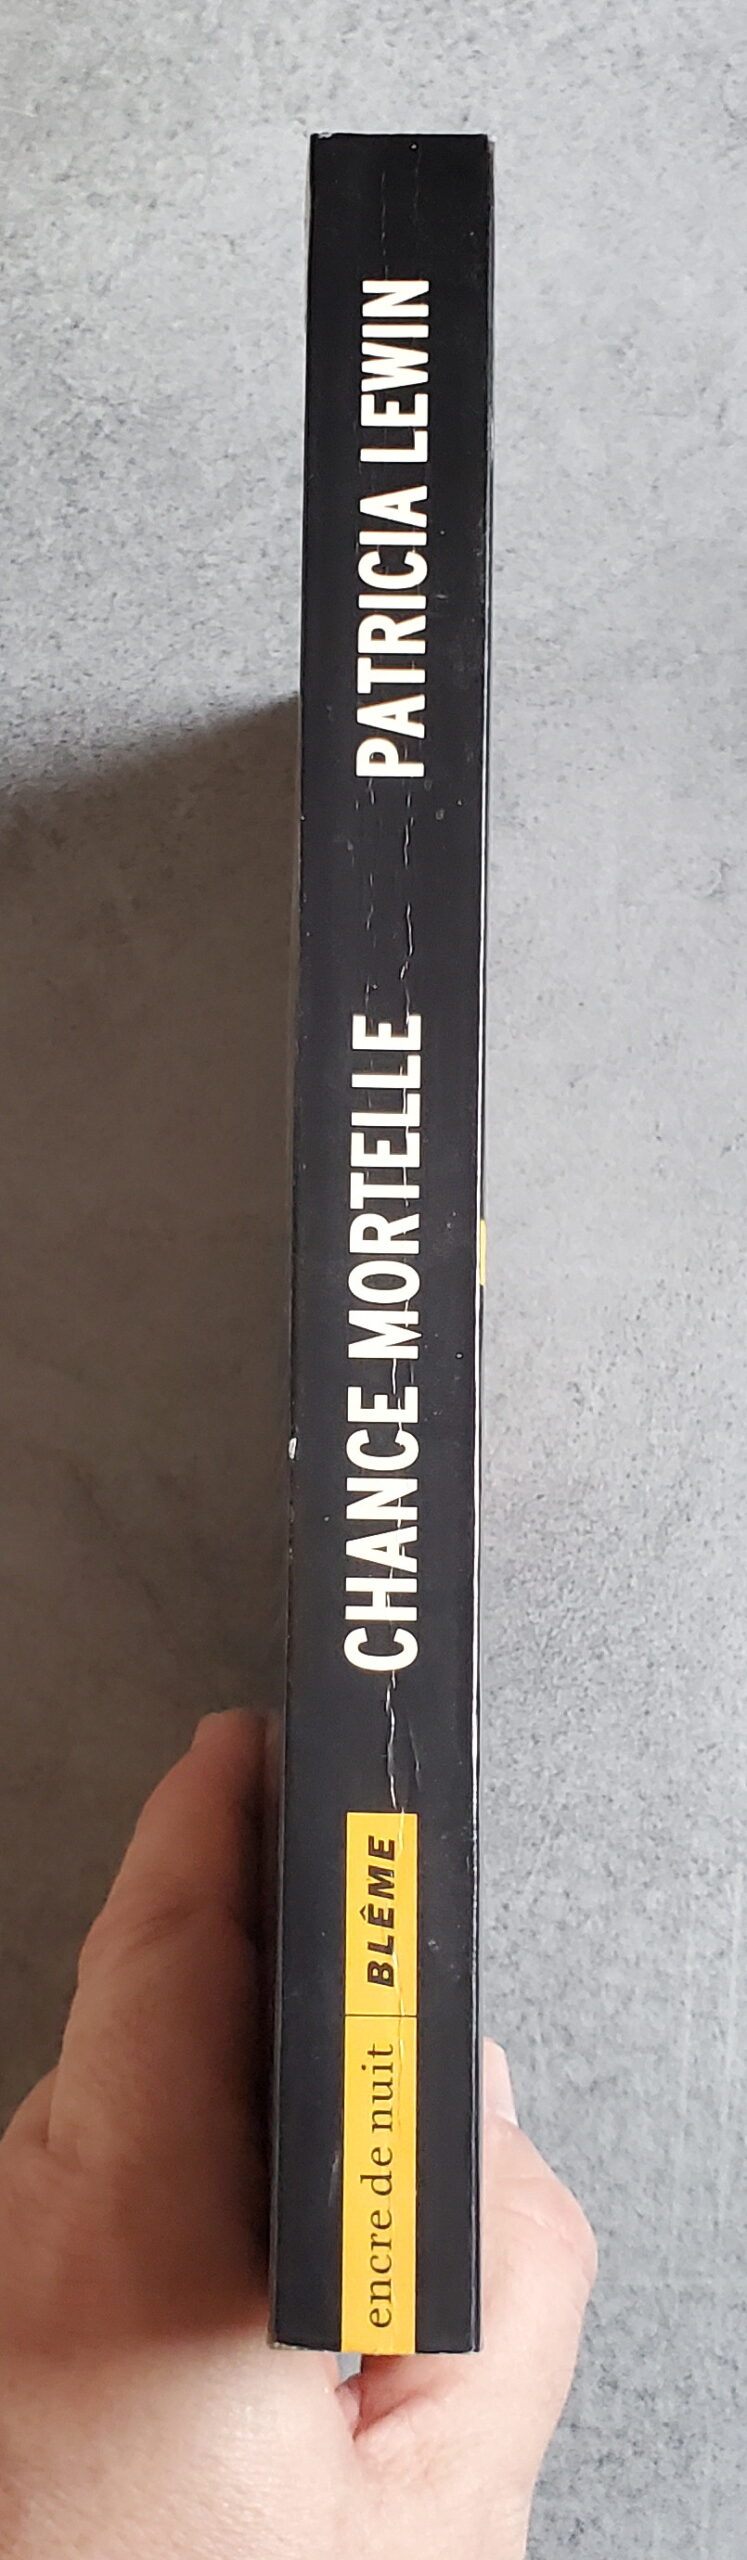 PATRICIA LEWIN
CHANCE MORTELLE
BLÊME
encre de nuit